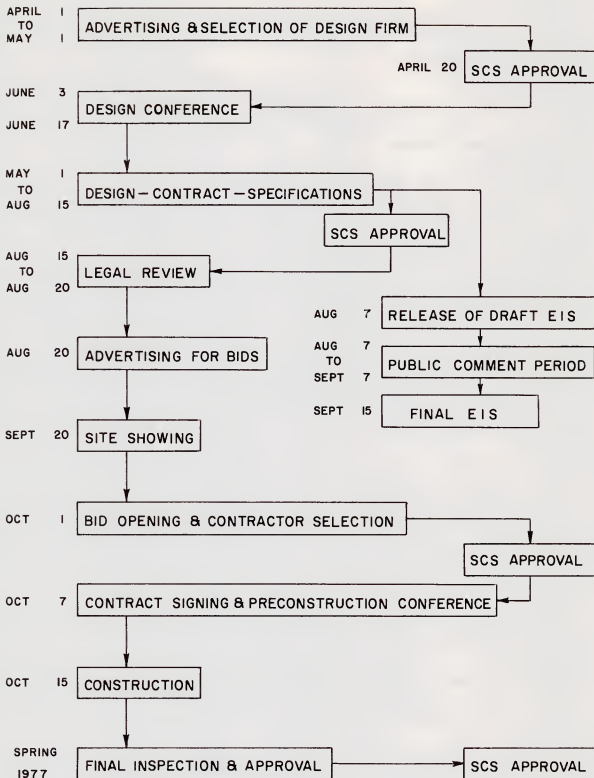 APRIL 1
TO
MAY 1
ADVERTISING & SELECTION OF DESIGN FIRM
APRIL 20
SCS APPROVAL
JUNE 3
JUNE 17
DESIGN CONFERENCE
MAY 1
TO
AUG 15
DESIGN-CONTRACT-SPECIFICATIONS
SCS APPROVAL
AUG 15
TO
AUG 20
LEGAL REVIEW
AUG 7
RELEASE OF DRAFT EIS
AUG 20
ADVERTISING FOR BIDS
AUG 7
TO
SEPT 7
PUBLIC COMMENT PERIOD
SEPT 15
FINAL EIS
SEPT 20
SITE SHOWING
OCT 1
BID OPENING & CONTRACTOR SELECTION
SCS APPROVAL
OCT 7
CONTRACT SIGNING & PRECONSTRUCTION CONFERENCE
OCT 15
CONSTRUCTION
SPRING
1977
FINAL INSPECTION & APPROVAL
SCS APPROVAL